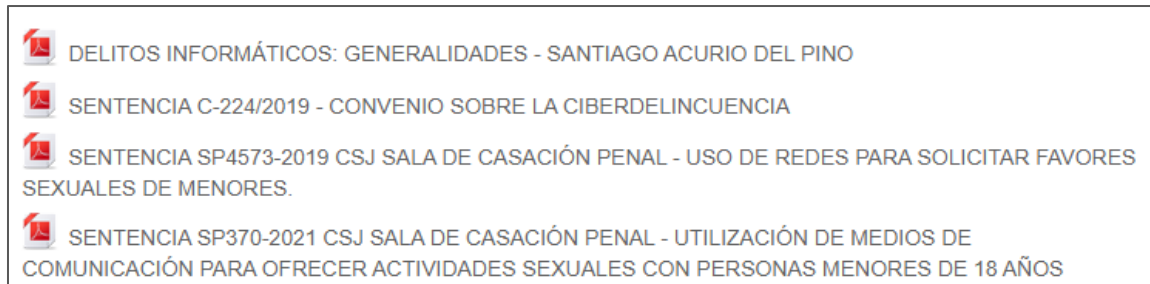 DELITOS INFORMÁTICOS: GENERALIDADES - SANTIAGO ACURIO DEL PINO
SENTENCIA C-224/2019 - CONVENIO SOBRE LA CIBERDELINCUENCIA
SENTENCIA SP4573-2019 CSJ SALA DE CASACIÓN PENAL - USO DE REDES PARA SOLICITAR FAVORES
SEXUALES DE MENORES.
SENTENCIA SP370-2021 CSJ SALA DE CASACIÓN PENAL - UTILIZACIÓN DE MEDIOS DE
COMUNICACIÓN PARA OFRECER ACTIVIDADES SEXUALES CON PERSONAS MENORES DE 18 AÑOS